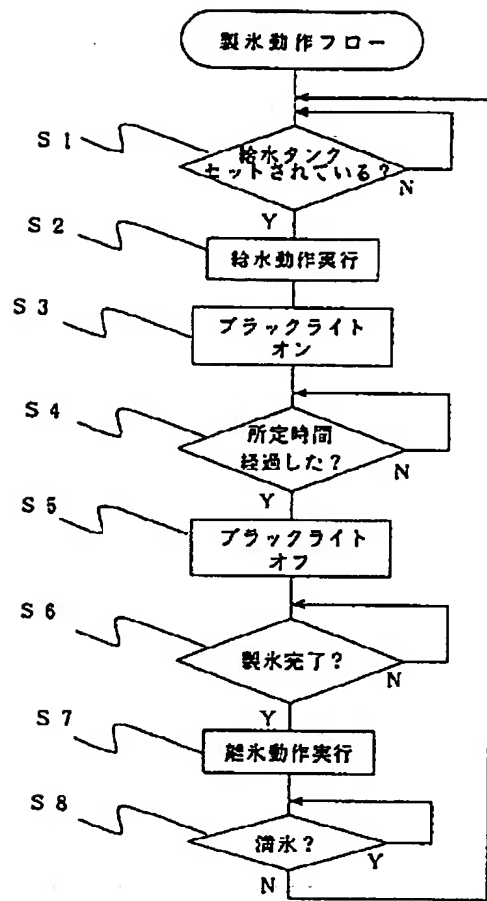 製氷動作フロー
S1
給水タンク
セットされている？
N
Y
S2
給水動作実行
S3
ブラックライト
オン
S4
所定時間
経過した？
N
Y
S5
ブラックライト
オフ
S6
製氷完了？
N
Y
S7
離氷動作実行
S8
満氷？
Y
N